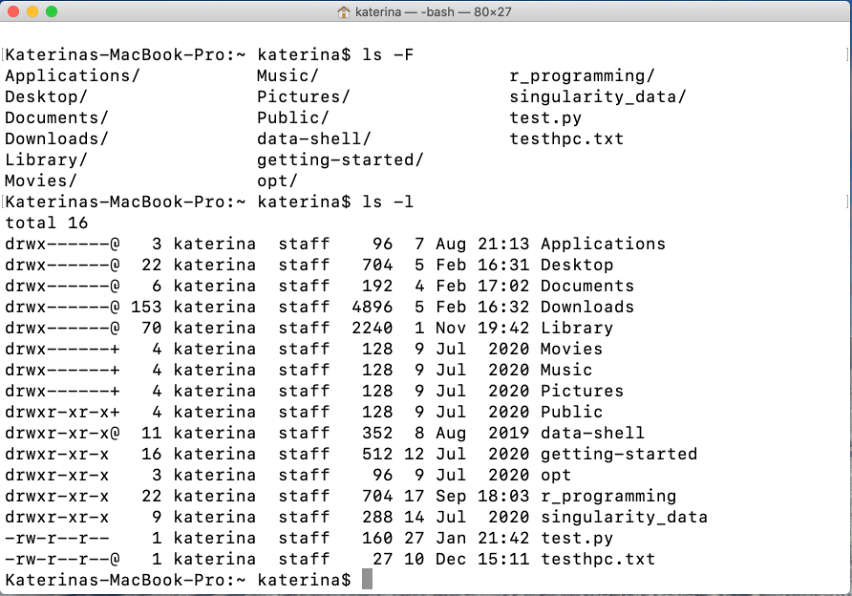 katerina — -bash — 80×27
Katerinas-MacBook-Pro:~ katerina$ ls -F
Applications/           Music/                  r_programming/
Desktop/                Pictures/               singularity_data/
Documents/              Public/                 test.py
Downloads/              data-shell/             testhpc.txt
Library/                getting-started/
Movies/                 opt/
Katerinas-MacBook-Pro:~ katerina$ ls -l
total 16
drwx------@   3 katerina  staff    96  7 Aug 21:13 Applications
drwx------@  22 katerina  staff   704  5 Feb 16:31 Desktop
drwx------@   6 katerina  staff   192  4 Feb 17:02 Documents
drwx------@ 153 katerina  staff  4896  5 Feb 16:32 Downloads
drwx------@  70 katerina  staff  2240  1 Nov 19:42 Library
drwx------+   4 katerina  staff   128  9 Jul  2020 Movies
drwx------+   4 katerina  staff   128  9 Jul  2020 Music
drwx------+   4 katerina  staff   128  9 Jul  2020 Pictures
drwxr-xr-x+   4 katerina  staff   128  9 Jul  2020 Public
drwxr-xr-x@  11 katerina  staff   352  8 Aug  2019 data-shell
drwxr-xr-x   16 katerina  staff   512 12 Jul  2020 getting-started
drwxr-xr-x    3 katerina  staff    96  9 Jul  2020 opt
drwxr-xr-x   22 katerina  staff   704 17 Sep 18:03 r_programming
drwxr-xr-x    9 katerina  staff   288 14 Jul  2020 singularity_data
-rw-r--r--    1 katerina  staff   160 27 Jan 21:42 test.py
-rw-r--r--@   1 katerina  staff    27 10 Dec 15:11 testhpc.txt
Katerinas-MacBook-Pro:~ katerina$